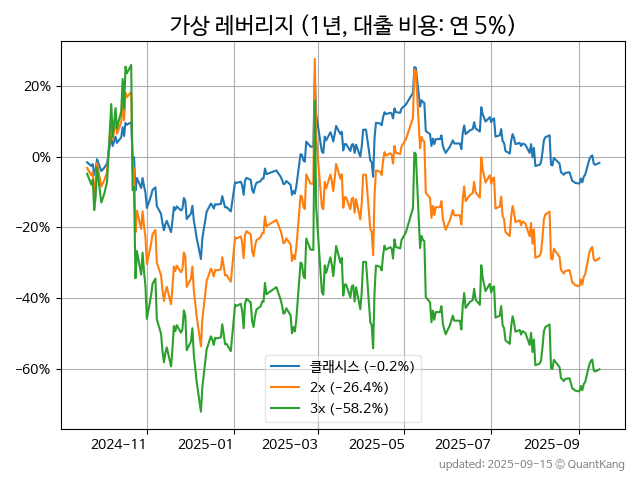 가상 레버리지 (1년, 대출 비용: 연 5%)
20%
0%
−20%
−40%
−60%
클래시스 (−0.2%)
2x (−26.4%)
3x (−58.2%)
2024−11 2025−01 2025−03 2025−05 2025−07 2025−09
updated: 2025-09-15 © QuantKang